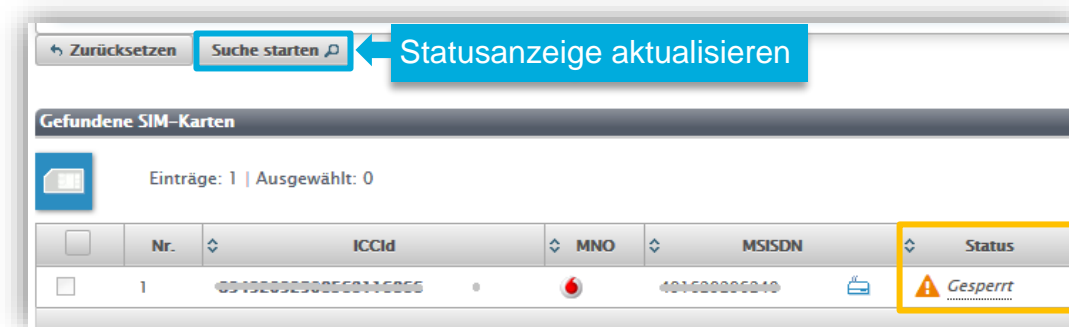 Zurücksetzen Suche starten Statusanzeige aktualisieren
Gefundene SIM-Karten
Einträge: 1 | Ausgewählt: 0
Nr. ICCId MNO MSISDN Status
1 Gesperrt